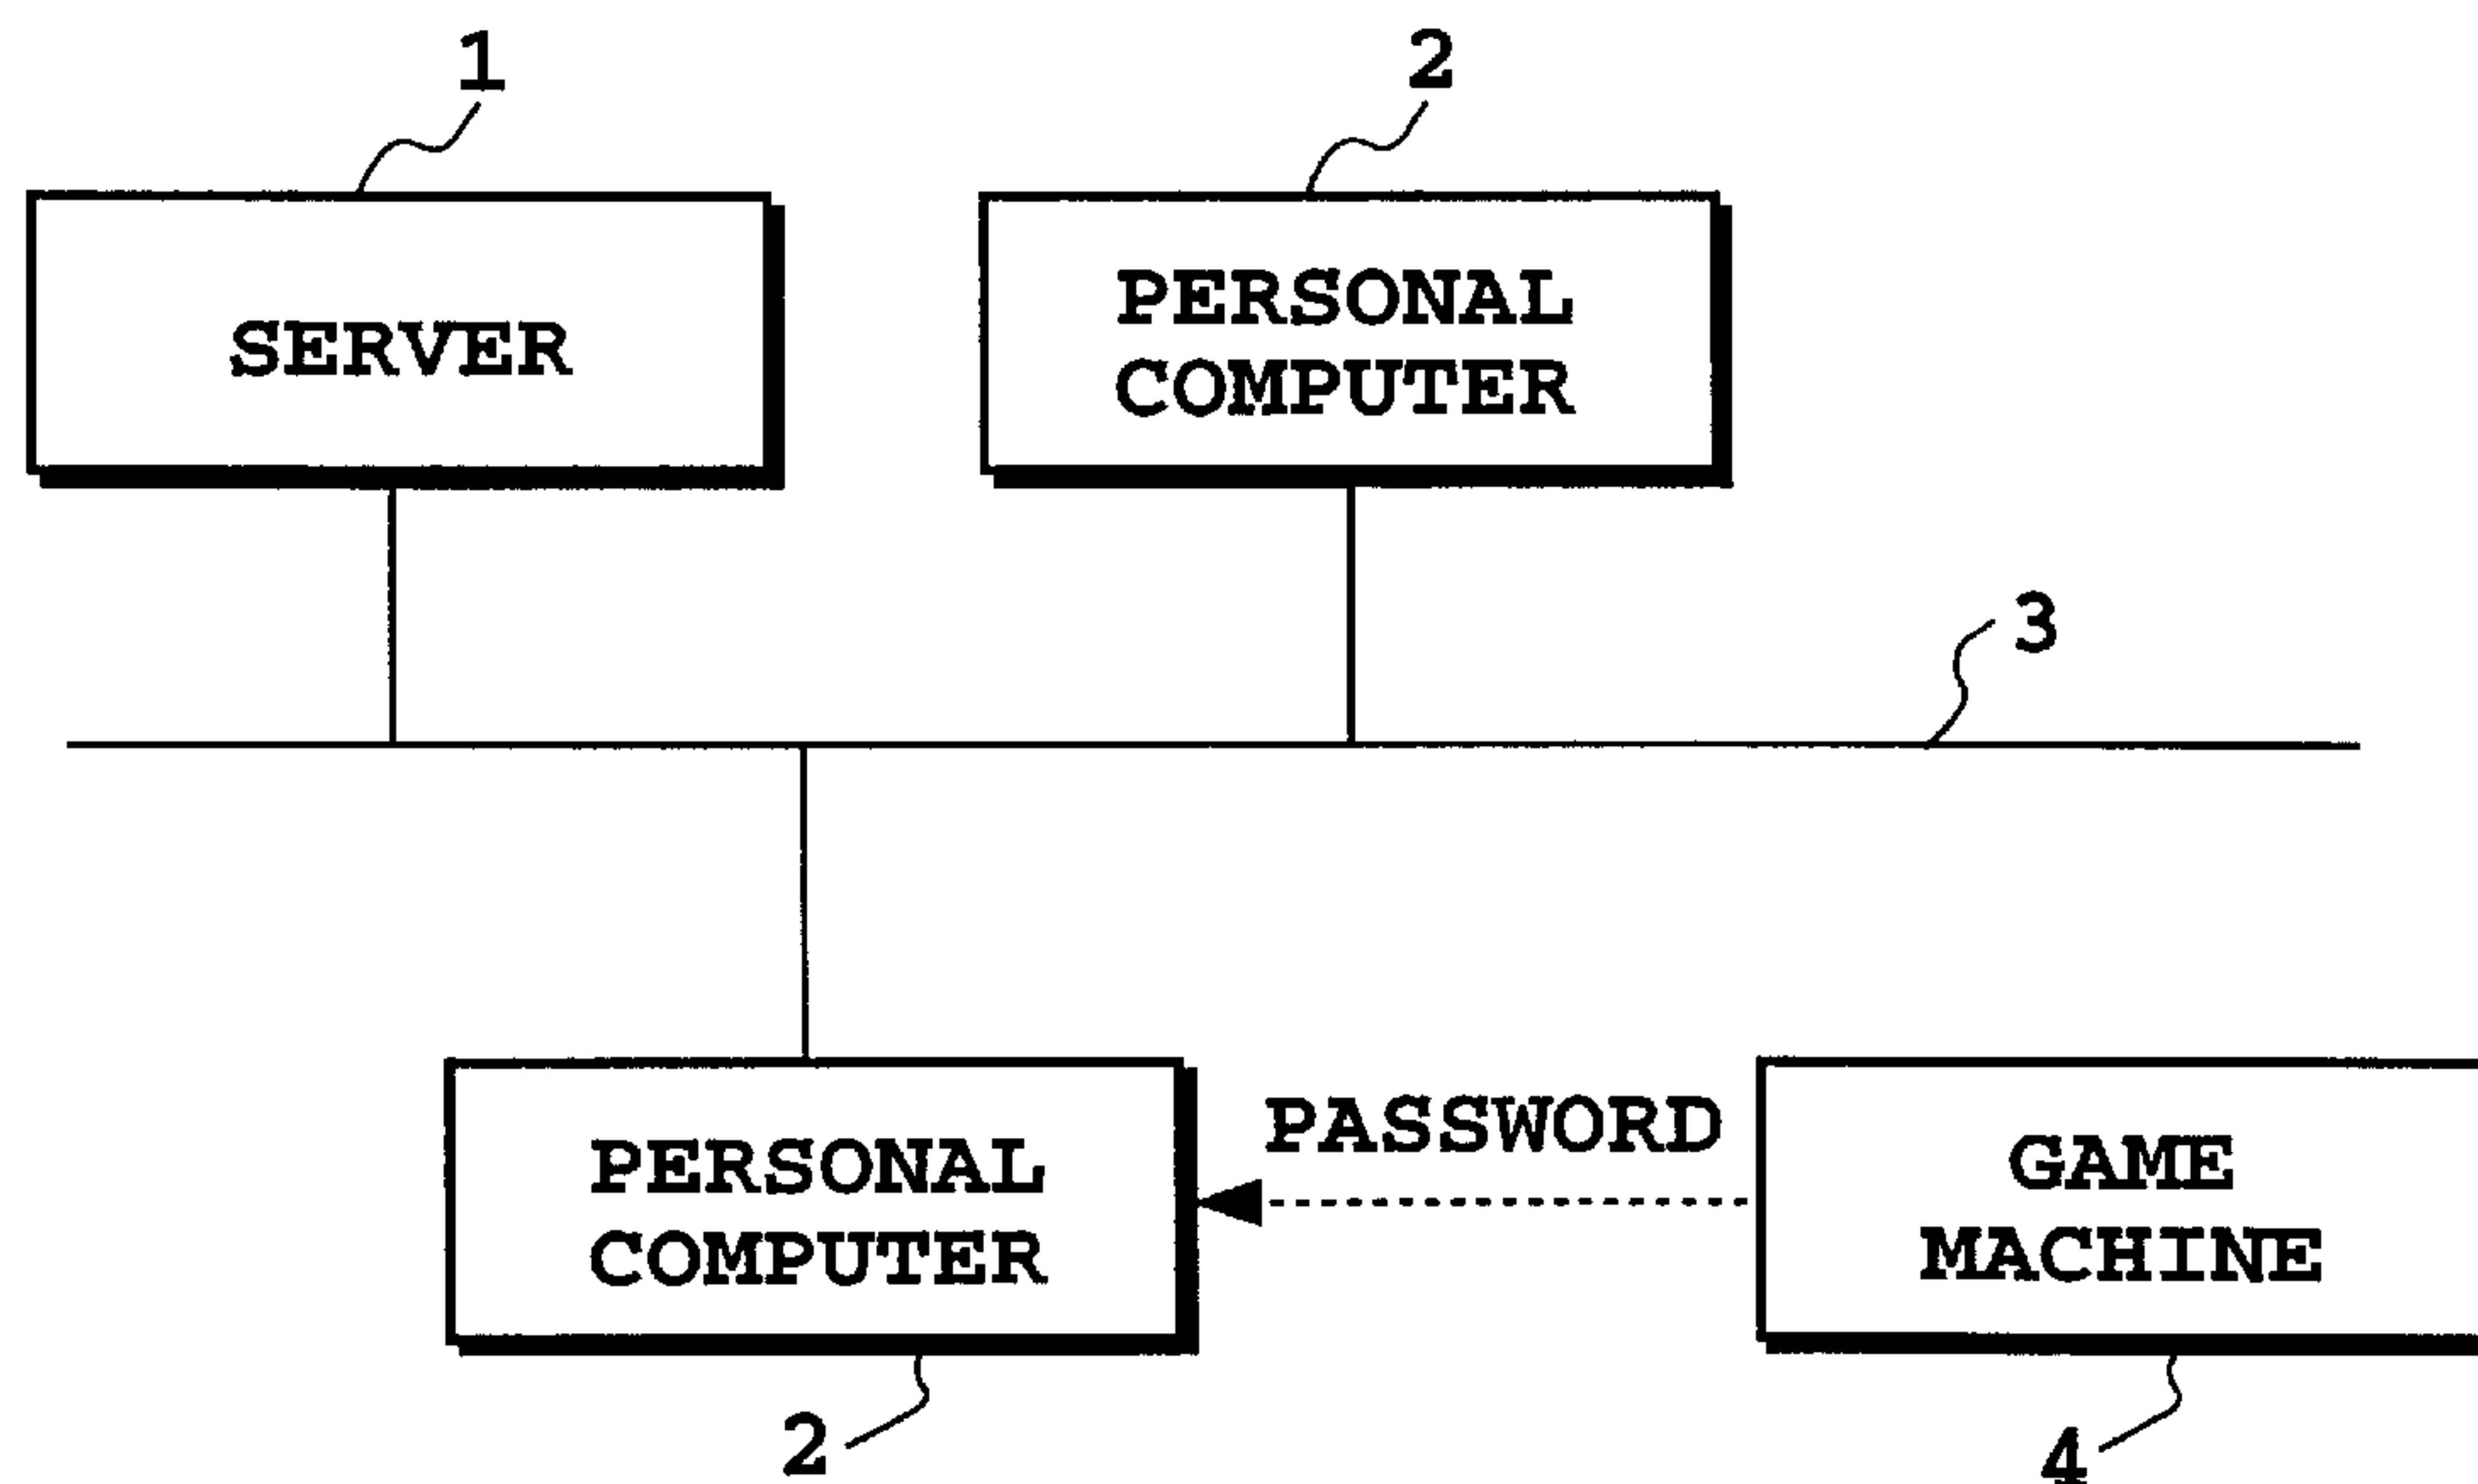 1
2
SERVER
PERSONAL
COMPUTER
3
PERSONAL
COMPUTER
PASSWORD
GAME
MACHINE
2
4